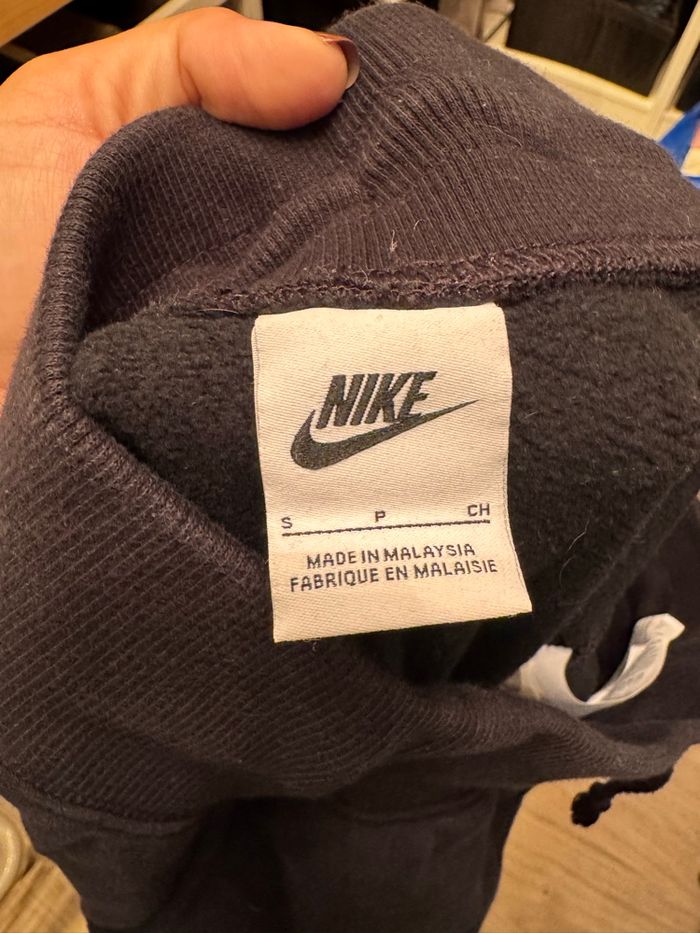 NIKE
S P CH
MADE IN MALAYSIA
FABRIQUE EN MALAISIE